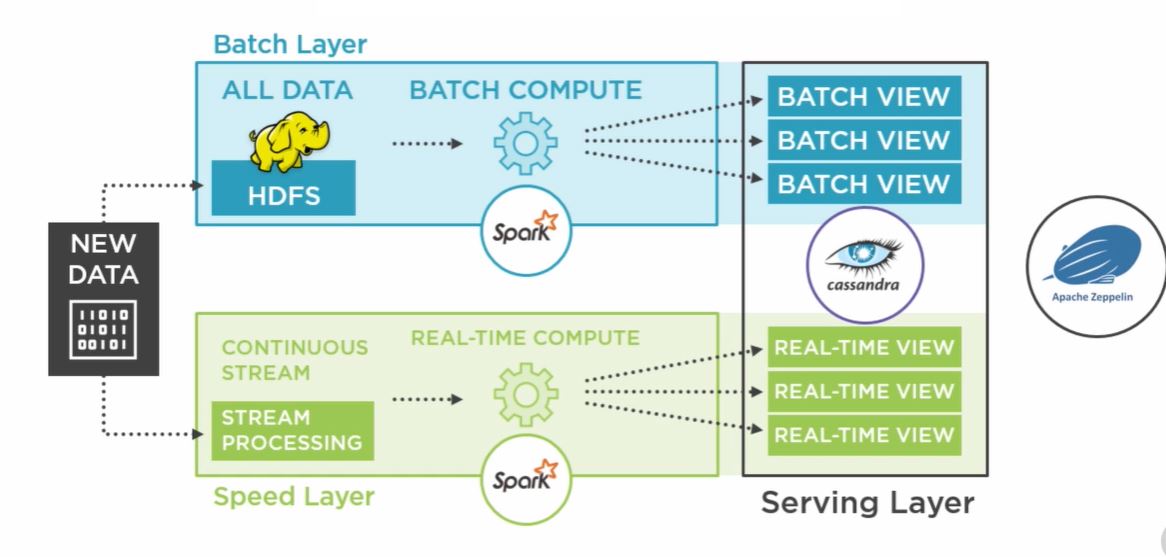 Batch Layer
ALL DATA
HDFS
BATCH COMPUTE
Spark
BATCH VIEW
BATCH VIEW
BATCH VIEW
NEW
DATA
11010
01011
00101
cassandra
Apache Zeppelin
CONTINUOUS
STREAM
STREAM
PROCESSING
REAL-TIME COMPUTE
Spark
REAL-TIME VIEW
REAL-TIME VIEW
REAL-TIME VIEW
Speed Layer
Serving Layer